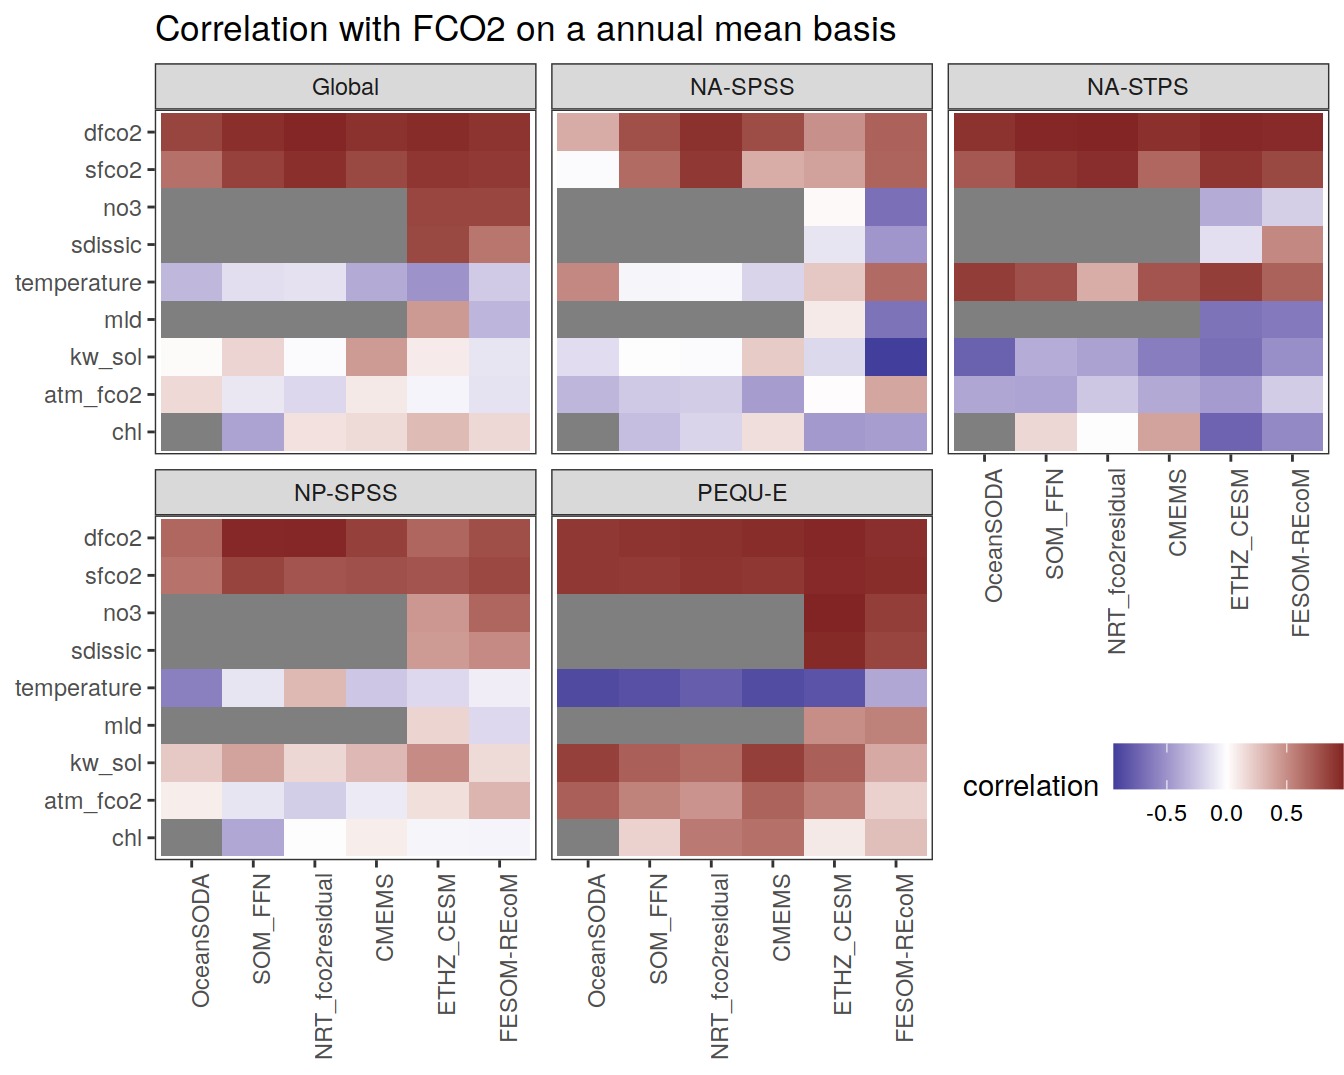 Correlation with FCO2 on a annual mean basis
Global
NA-SPSS
NA-STPS
dfco2
sfco2
no3
sdissic
temperature
mld
kw_sol
atm_fco2
chl
OceanSODA
SOM_FFN
NRT_fco2residual
CMEMS
ETHZ_CESM
FESOM-REcoM
NP-SPSS
PEQU-E
dfco2
sfco2
no3
sdissic
temperature
mld
kw_sol
atm_fco2
chl
OceanSODA
SOM_FFN
NRT_fco2residual
CMEMS
ETHZ_CESM
FESOM-REcoM
OceanSODA
SOM_FFN
NRT_fco2residual
CMEMS
ETHZ_CESM
FESOM-REcoM
correlation
-0.5 0.0 0.5